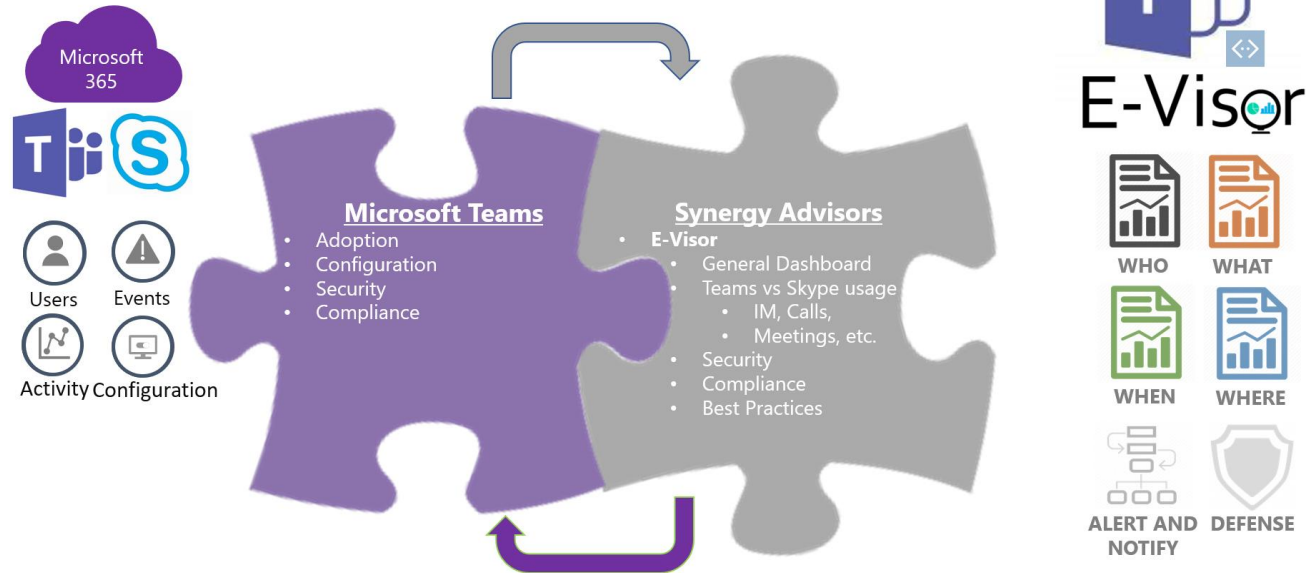 Microsoft
365
T
S
Users
Events
Activity
Configuration
Microsoft Teams
• Adoption
• Configuration
• Security
• Compliance
Synergy Advisors
• E-Visor
• General Dashboard
• Teams vs Skype usage
• IM, Calls,
• Meetings, etc.
• Security
• Compliance
• Best Practices
E-Visor
WHO
WHAT
WHEN
WHERE
ALERT AND
NOTIFY
DEFENSE